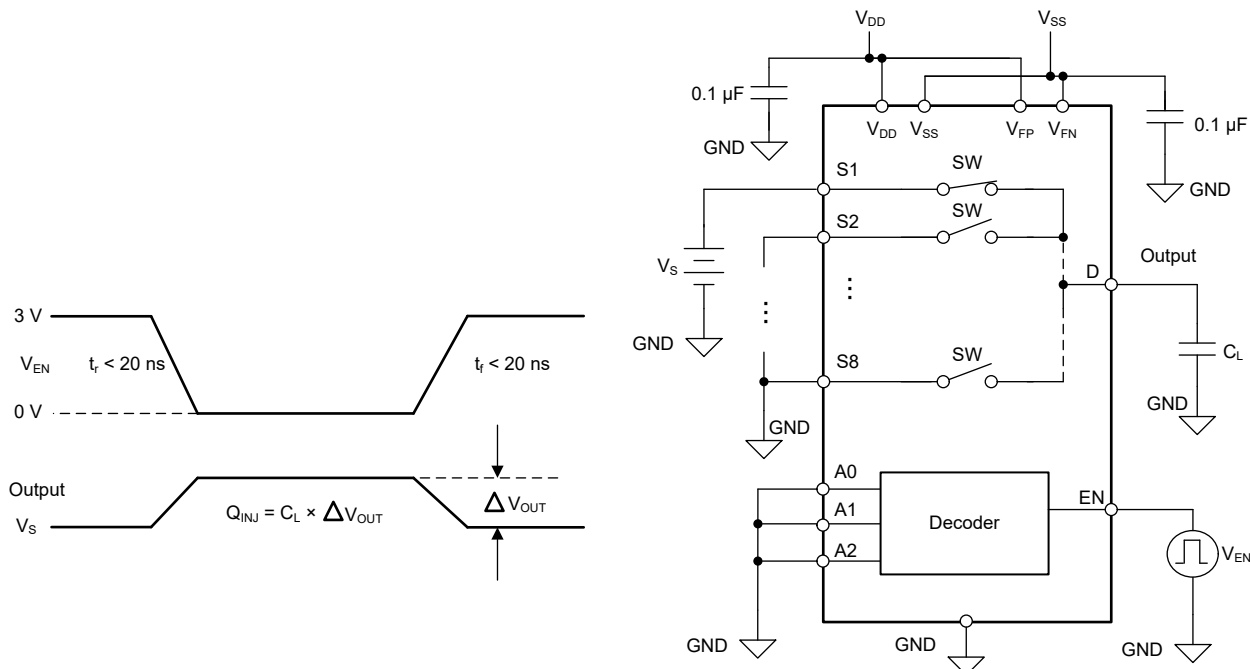 3 V
V_EN
t_r < 20 ns
t_f < 20 ns
0 V
Output
V_S
Q_INJ = C_L × Δ V_OUT
Δ V_OUT
V_DD
V_SS
0.1 µF
GND
V_DD
V_SS
V_FP
V_FN
0.1 µF
GND
S1
SW
S2
SW
V_S
...
...
D
Output
GND
S8
SW
C_L
GND
GND
A0
A1
A2
Decoder
EN
V_EN
GND
GND
GND